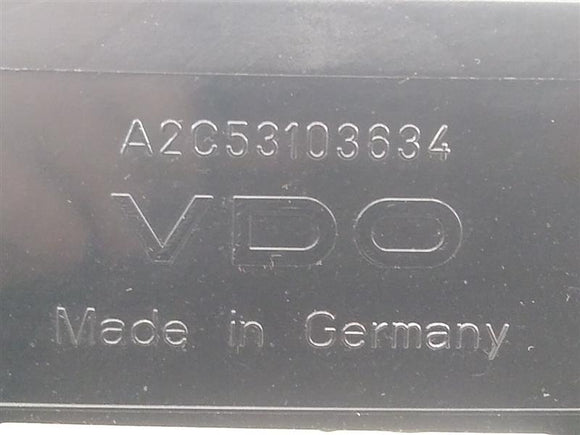 A2C53103634
VDO
Made in Germany